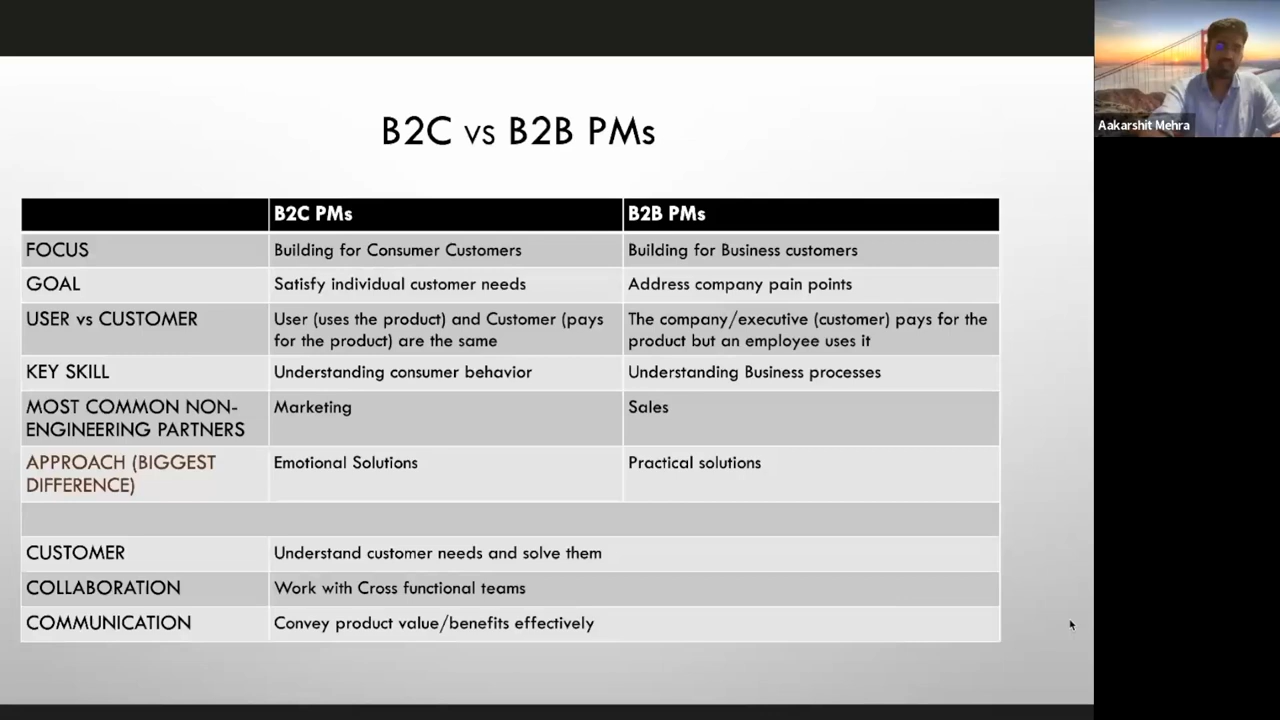 B2C vs B2B PMs
B2C PMs
B2B PMs
FOCUS
Building for Consumer Customers
Building for Business customers
GOAL
Satisfy individual customer needs
Address company pain points
USER vs CUSTOMER
User (uses the product) and Customer (pays
for the product) are the same
The company/executive (customer) pays for the
product but an employee uses it
KEY SKILL
Understanding consumer behavior
Understanding Business processes
MOST COMMON NON-
ENGINEERING PARTNERS
Marketing
Sales
APPROACH (BIGGEST
DIFFERENCE)
Emotional Solutions
Practical solutions
CUSTOMER
Understand customer needs and solve them
COLLABORATION
Work with Cross functional teams
COMMUNICATION
Convey product value/benefits effectively
Aakarshit Mehra